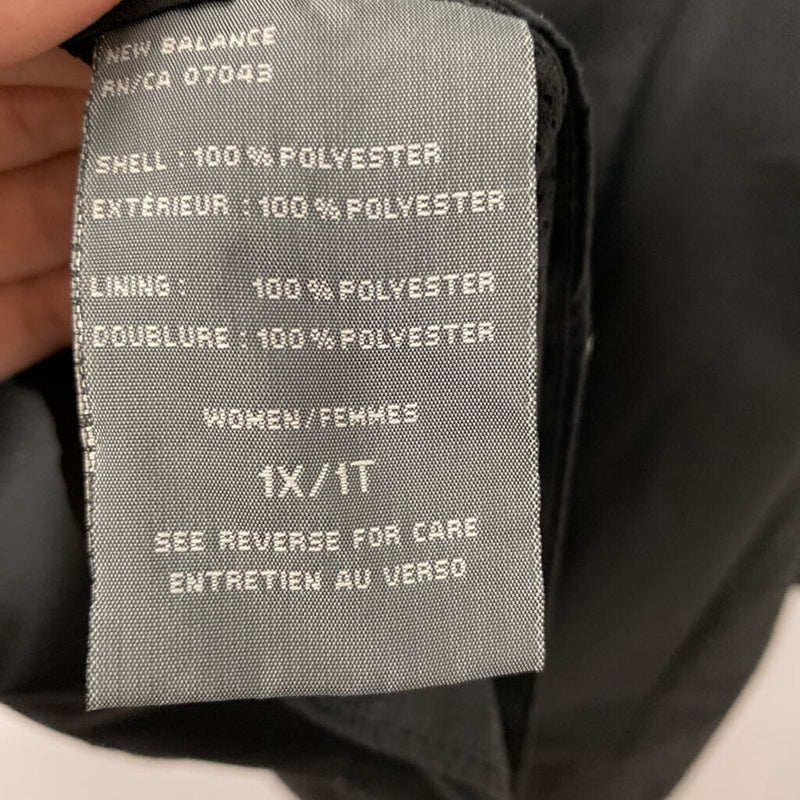 NEW BALANCE
RN/CA 07043
SHELL : 100 % POLYESTER
EXTÉRIEUR : 100 % POLYESTER
LINING : 100 % POLYESTER
DOUBLURE : 100 % POLYESTER
WOMEN/FEMMES
1X/1T
SEE REVERSE FOR CARE
ENTRETIEN AU VERSO